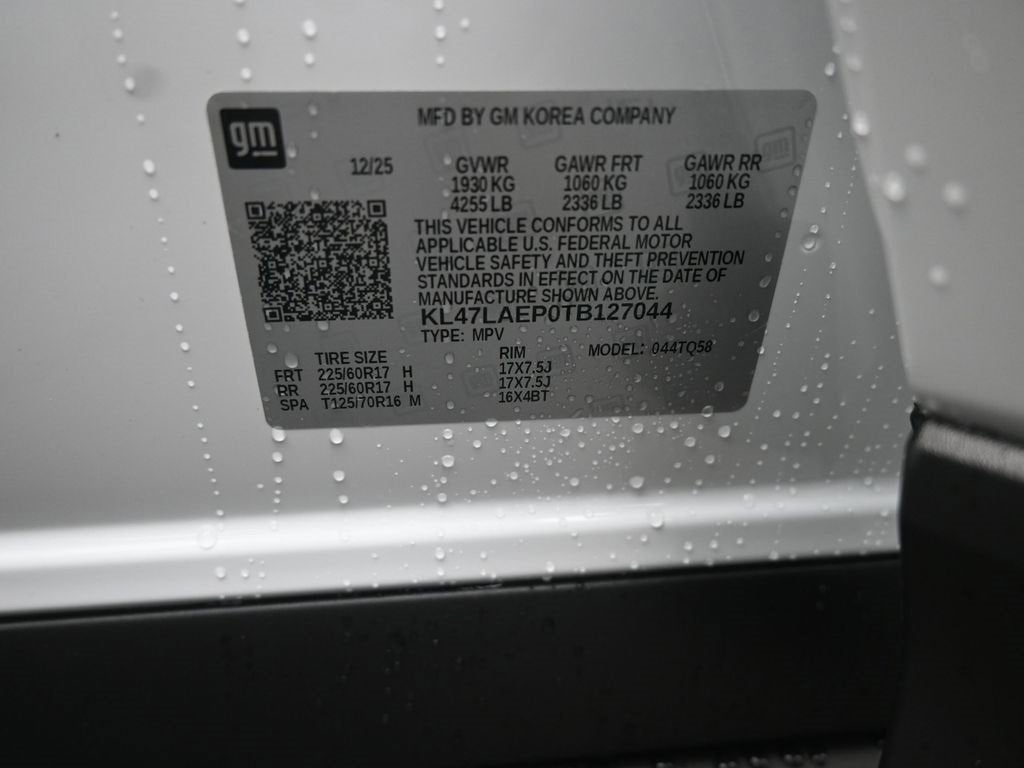 gm
MFD BY GM KOREA COMPANY
12/25 GVWR GAWR FRT GAWR RR
1930 KG 1060 KG 1060 KG
4255 LB 2336 LB 2336 LB
THIS VEHICLE CONFORMS TO ALL
APPLICABLE U.S. FEDERAL MOTOR
VEHICLE SAFETY AND THEFT PREVENTION
STANDARDS IN EFFECT ON THE DATE OF
MANUFACTURE SHOWN ABOVE.
KL47LAEP0TB127044
TYPE: MPV
TIRE SIZE RIM MODEL: 044TQ58
FRT 225/60R17 H 17X7.5J
RR 225/60R17 H 17X7.5J
SPA T125/70R16 M 16X4BT